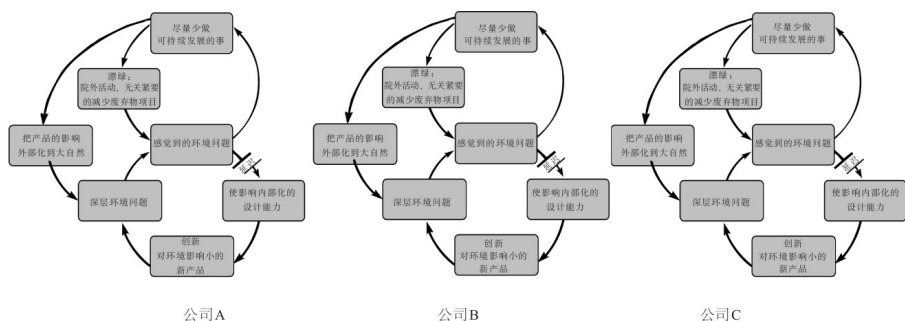 尽量少做
可持续发展的事
漂绿：
院外活动、无关紧要
的减少废弃物项目
把产品的影响
外部化到大自然
感觉到的环境问题
延迟
深层环境问题
使影响内部化的
设计能力
创新
对环境影响小的
新产品
公司A
尽量少做
可持续发展的事
漂绿：
院外活动、无关紧要
的减少废弃物项目
把产品的影响
外部化到大自然
感觉到的环境问题
延迟
深层环境问题
使影响内部化的
设计能力
创新
对环境影响小的
新产品
公司B
尽量少做
可持续发展的事
漂绿：
院外活动、无关紧要
的减少废弃物项目
把产品的影响
外部化到大自然
感觉到的环境问题
延迟
深层环境问题
使影响内部化的
设计能力
创新
对环境影响小的
新产品
公司C